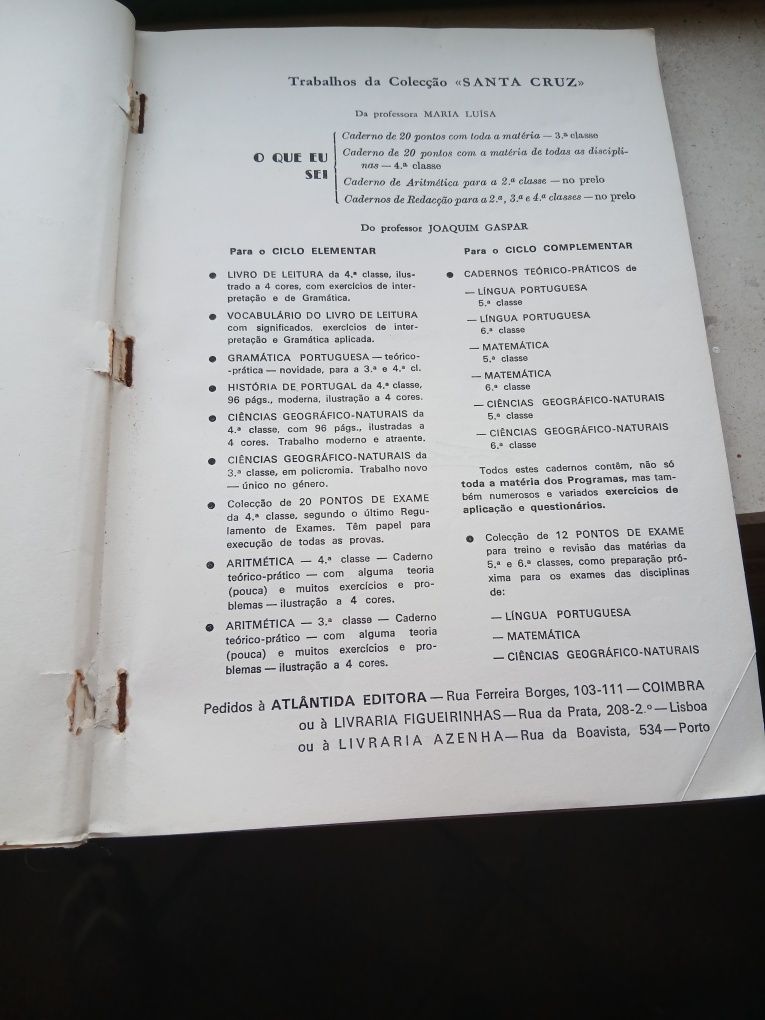 Trabalhos da Colecção «SANTA CRUZ»
Da professora MARIA LUÍSA
O QUE EU
SEI
Caderno de 20 pontos com toda a matéria — 3.ª classe
Caderno de 20 pontos com a matéria de todas as discipli-
nas — 4.ª classe
Caderno de Aritmética para a 2.ª classe — no prelo
Cadernos de Redacção para a 2.ª, 3.ª e 4.ª classes — no prelo
Do professor JOAQUIM GASPAR
Para o CICLO ELEMENTAR
● LIVRO DE LEITURA da 4.ª classe, ilus-
trado a 4 cores, com exercícios de inter-
pretação e de Gramática.
● VOCABULÁRIO DO LIVRO DE LEITURA
com significados, exercícios de inter-
pretação e Gramática aplicada.
● GRAMÁTICA PORTUGUESA — teórico-
-prática — novidade, para a 3.ª e 4.ª cl.
● HISTÓRIA DE PORTUGAL da 4.ª classe,
96 págs., moderna, ilustração a 4 cores.
● CIÊNCIAS GEOGRÁFICO-NATURAIS da
4.ª classe, com 96 págs., ilustradas a
4 cores. Trabalho moderno e atraente.
● CIÊNCIAS GEOGRÁFICO-NATURAIS da
3.ª classe, em policromia. Trabalho novo
— único no género.
● Colecção de 20 PONTOS DE EXAME
da 4.ª classe, segundo o último Regu-
lamento de Exames. Têm papel para
execução de todas as provas.
● ARITMÉTICA — 4.ª classe — Caderno
teórico-prático — com alguma teoria
(pouca) e muitos exercícios e pro-
blemas — ilustração a 4 cores.
● ARITMÉTICA — 3.ª classe — Caderno
teórico-prático — com alguma teoria
(pouca) e muitos exercícios e pro-
blemas — ilustração a 4 cores.
Para o CICLO COMPLEMENTAR
● CADERNOS TEÓRICO-PRÁTICOS de
— LÍNGUA PORTUGUESA
5.ª classe
— LÍNGUA PORTUGUESA
6.ª classe
— MATEMÁTICA
5.ª classe
— MATEMÁTICA
6.ª classe
— CIÊNCIAS GEOGRÁFICO-NATURAIS
5.ª classe
— CIÊNCIAS GEOGRÁFICO-NATURAIS
6.ª classe
Todos estes cadernos contêm, não só
toda a matéria dos Programas, mas tam-
bém numerosos e variados exercícios de
aplicação e questionários.
● Colecção de 12 PONTOS DE EXAME
para treino e revisão das matérias da
5.ª e 6.ª classes, como preparação pró-
xima para os exames das disciplinas
de:
— LÍNGUA PORTUGUESA
— MATEMÁTICA
— CIÊNCIAS GEOGRÁFICO-NATURAIS
Pedidos à ATLÂNTIDA EDITORA — Rua Ferreira Borges, 103-111 — COIMBRA
ou à LIVRARIA FIGUEIRINHAS — Rua da Prata, 208-2.º — Lisboa
ou à LIVRARIA AZENHA — Rua da Boavista, 534 — Porto